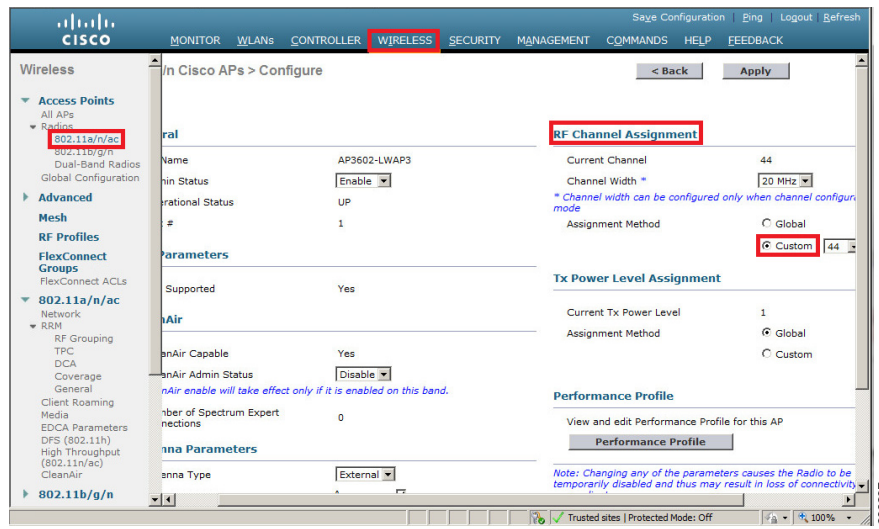 Save Configuration | Ping | Logout | Refresh
CISCO
MONITOR WLANs CONTROLLER WIRELESS SECURITY MANAGEMENT COMMANDS HELP FEEDBACK
Wireless
Access Points
All APs
Radios
802.11a/n/ac
802.11b/g/n
Dual-Band Radios
Global Configuration
Advanced
Mesh
RF Profiles
FlexConnect
Groups
FlexConnect ACLs
802.11a/n/ac
Network
RRM
RF Grouping
TPC
DCA
Coverage
General
Client Roaming
Media
EDCA Parameters
DFS (802.11h)
High Throughput
(802.11n/ac)
CleanAir
802.11b/g/n
/n Cisco APs > Configure
< Back Apply
ral
Name AP3602-LWAP3
min Status Enable
erational Status UP
# 1
Parameters
Supported Yes
nAir
anAir Capable Yes
anAir Admin Status Disable
nAir enable will take effect only if it is enabled on this band.
mber of Spectrum Expert
nections 0
nna Parameters
enna Type External
RF Channel Assignment
Current Channel 44
Channel Width * 20 MHz
* Channel width can be configured only when channel configura
mode
Assignment Method Global
Custom 44
Tx Power Level Assignment
Current Tx Power Level 1
Assignment Method Global
Custom
Performance Profile
View and edit Performance Profile for this AP
Performance Profile
Note: Changing any of the parameters causes the Radio to be
temporarily disabled and thus may result in loss of connectivity
Trusted sites | Protected Mode: Off 100%